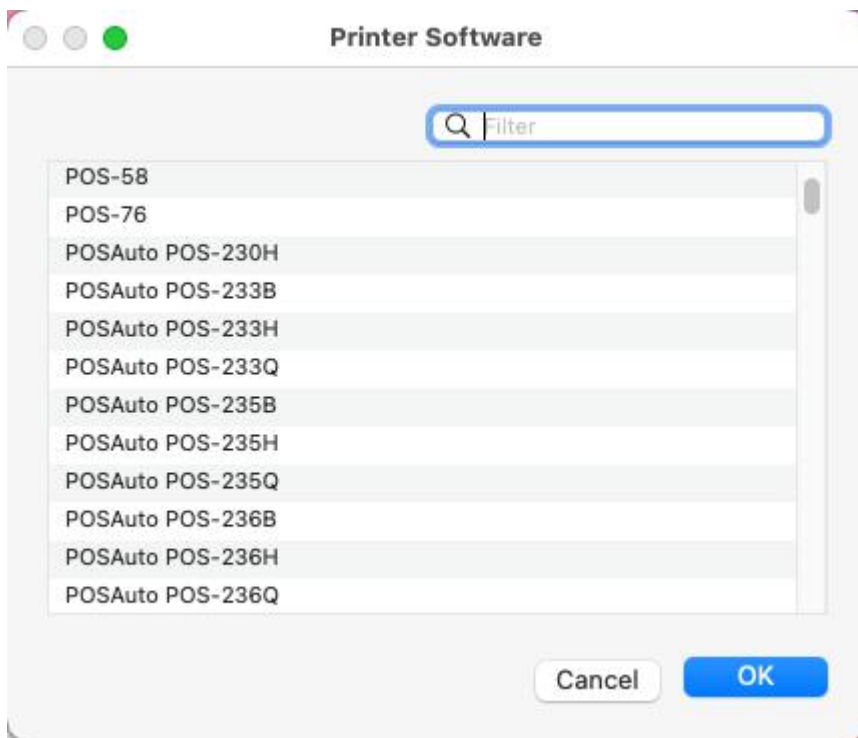 Printer Software
Filter
POS-58
POS-76
POSAuto POS-230H
POSAuto POS-233B
POSAuto POS-233H
POSAuto POS-233Q
POSAuto POS-235B
POSAuto POS-235H
POSAuto POS-235Q
POSAuto POS-236B
POSAuto POS-236H
POSAuto POS-236Q
Cancel OK